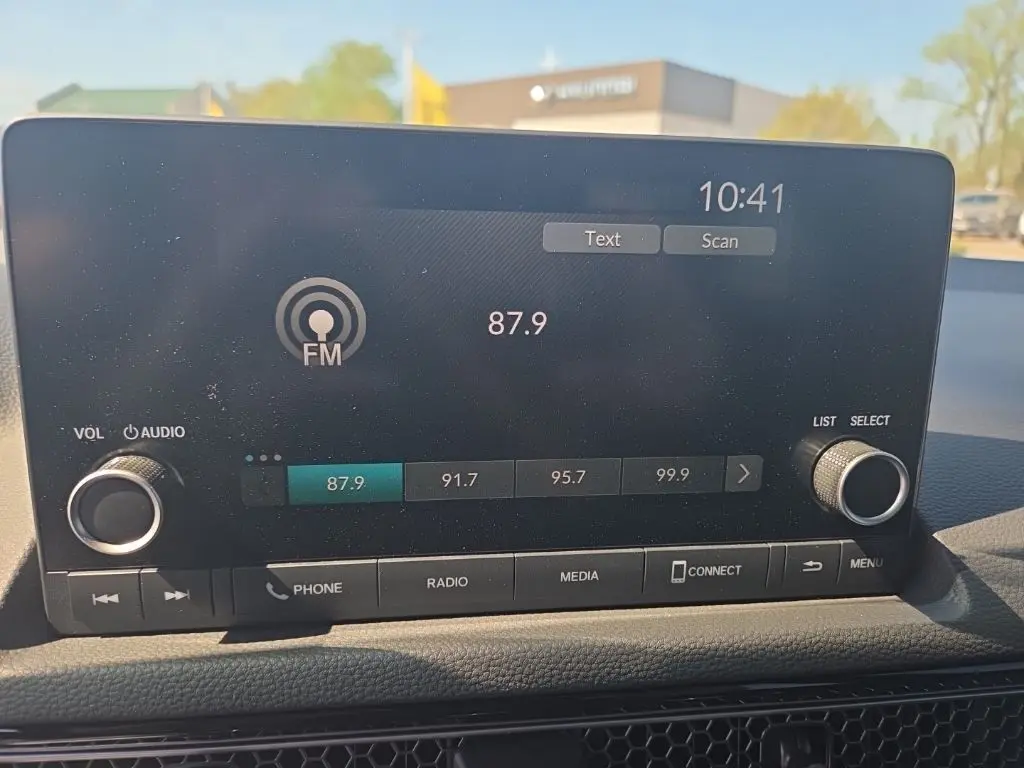 10:41
Text Scan
87.9
FM
VOL AUDIO
LIST SELECT
87.9 91.7 95.7 99.9
PHONE RADIO MEDIA CONNECT MENU